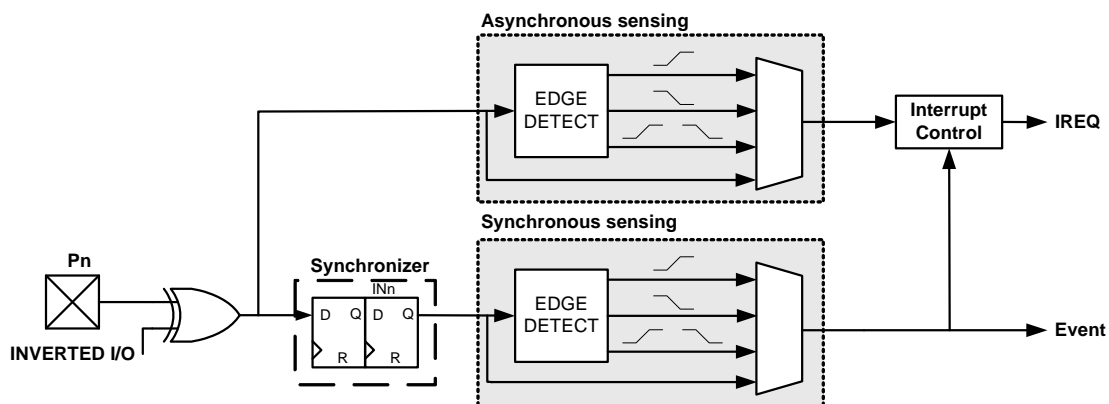 Asynchronous sensing
EDGE
DETECT
Interrupt
Control
IREQ
Synchronous sensing
Pn
Synchronizer
INn
D Q D Q
R R
INVERTED I/O
EDGE
DETECT
Event